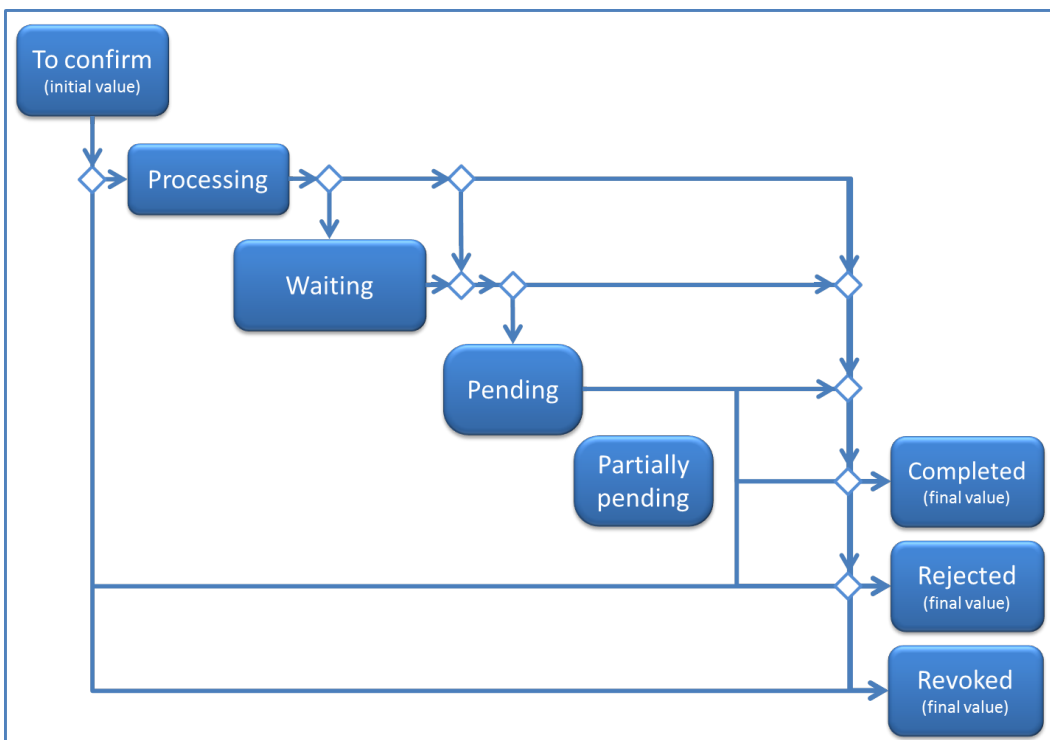 To confirm
(initial value)
Processing
Waiting
Pending
Partially
pending
Completed
(final value)
Rejected
(final value)
Revoked
(final value)